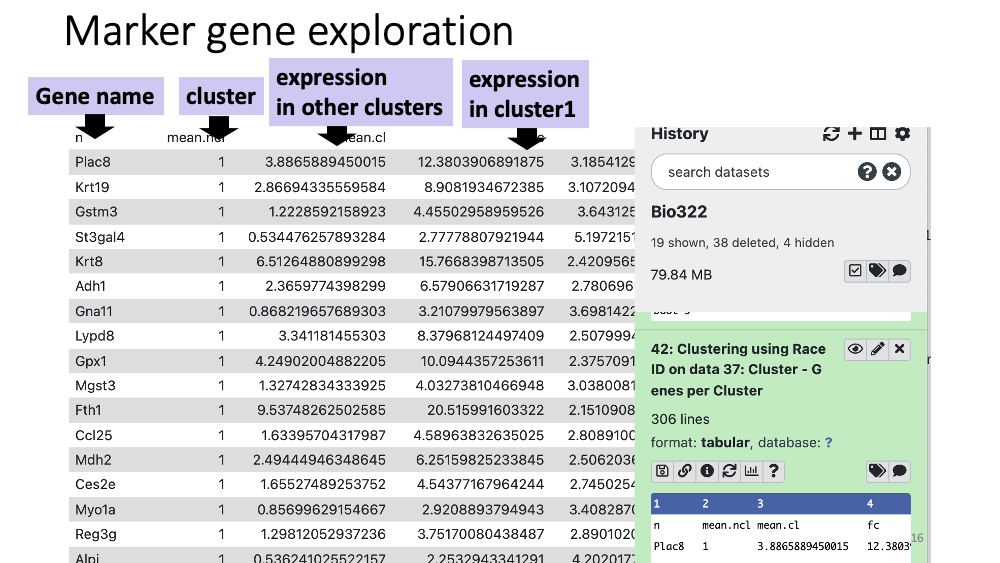 Marker gene exploration
Gene name
cluster
expression
in other clusters
expression
in cluster1
n mean.ncl mean.cl
Plac8 1 3.8865889450015 12.3803906891875 3.1854129
Krt19 1 2.86694335559584 8.9081934672385 3.1072094
Gstm3 1 1.2228592158923 4.45502958959526 3.643125
St3gal4 1 0.534476257893284 2.77778807921944 5.1972151
Krt8 1 6.51264880899298 15.7668398713505 2.4209565
Adh1 1 2.3659774398299 6.57906631719287 2.7806961
Gna11 1 0.868219657689303 3.21079979563897 3.6981422
Lypd8 1 3.341181455303 8.37968124497409 2.5079994
Gpx1 1 4.24902004882205 10.0944357253611 2.3757091
Mgst3 1 1.32742834333925 4.03273810466948 3.0380081
Fth1 1 9.53748262502585 20.515991603322 2.1510908
Ccl25 1 1.63395704317987 4.58963832635025 2.8089100
Mdh2 1 2.49444946348645 6.25159825233845 2.5062036
Ces2e 1 1.65527489253752 4.54377167964244 2.7450254
Myo1a 1 0.85699629154667 2.9208893794943 3.4082870
Reg3g 1 1.29812052937236 3.75170080438487 2.8901020
Alpi 1 0.536241025522157 2.2532943341291 4.2020177
History
search datasets
Bio322
19 shown, 38 deleted, 4 hidden
79.84 MB
42: Clustering using Race
ID on data 37: Cluster - G
enes per Cluster
306 lines
format: tabular, database: ?
1 2 3 4
n mean.ncl mean.cl fc
Plac8 1 3.8865889450015 12.3803
16